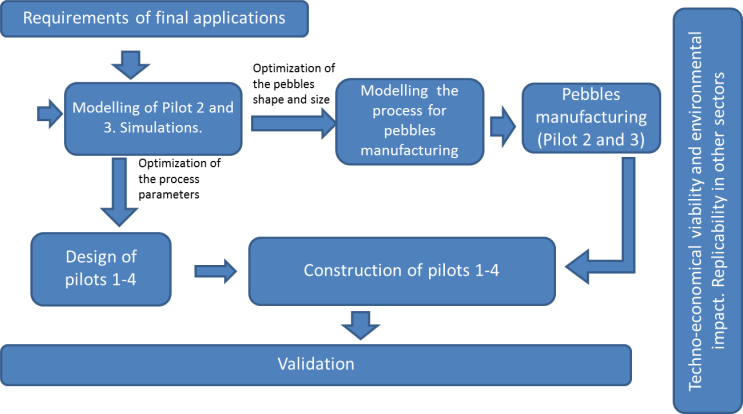 Requirements of final applications
Optimization of
the pebbles
shape and size
Modelling of Pilot 2 and
3. Simulations.
Modelling the
process for
pebbles
manufacturing
Pebbles
manufacturing
(Pilot 2 and 3)
Optimization of
the process
parameters
Design of
pilots 1-4
Construction of pilots 1-4
Validation
Techno-economical viability and environmental
impact. Replicability in other sectors